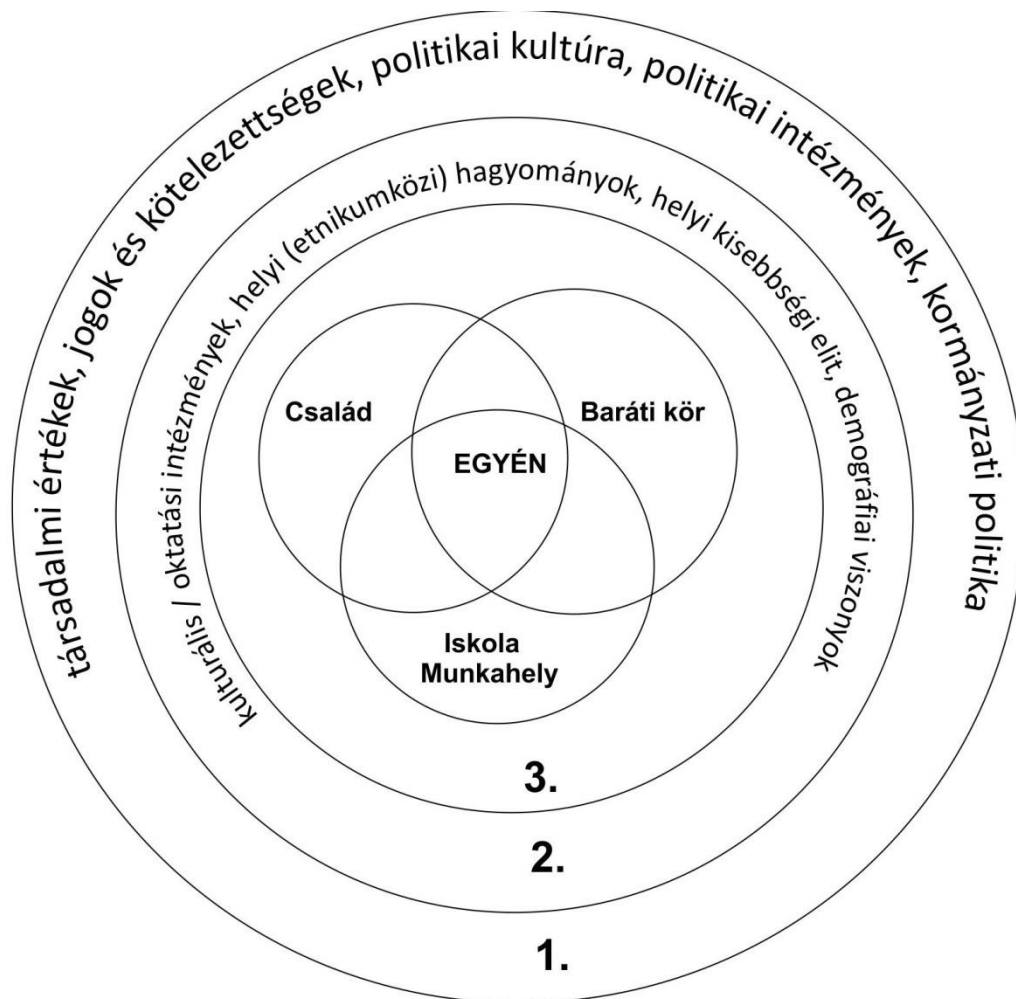 társadalmi értékek, jogok és kötelezettségek, politikai kultúra, politikai intézmények, kormányzati politika
kulturális / oktatási intézmények, helyi (etnikumközi) hagyományok, helyi kisebbségi elit, demográfiai viszonyok
Család
Baráti kör
EGYÉN
Iskola
Munkahely
3.
2.
1.